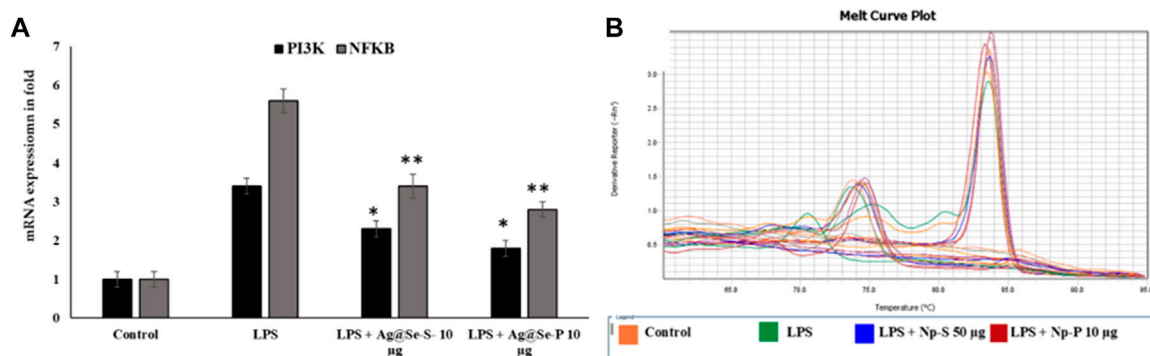 A
PI3K NFKB
mRNA expressiomn in fold
7
6
5
4
3
2
1
0
*
**
*
**
Control
LPS
LPS + Ag@Se-S- 10
µg
LPS + Ag@Se-P 10
µg
B
Melt Curve Plot
Derivative Reporter (-Rn')
3.0
2.5
2.0
1.5
1.0
0.5
65.0 70.0 75.0 80.0 85.0 90.0 95.0
Temperature (°C)
Legend
Control LPS LPS + Np-S 50 µg LPS + Np-P 10 µg